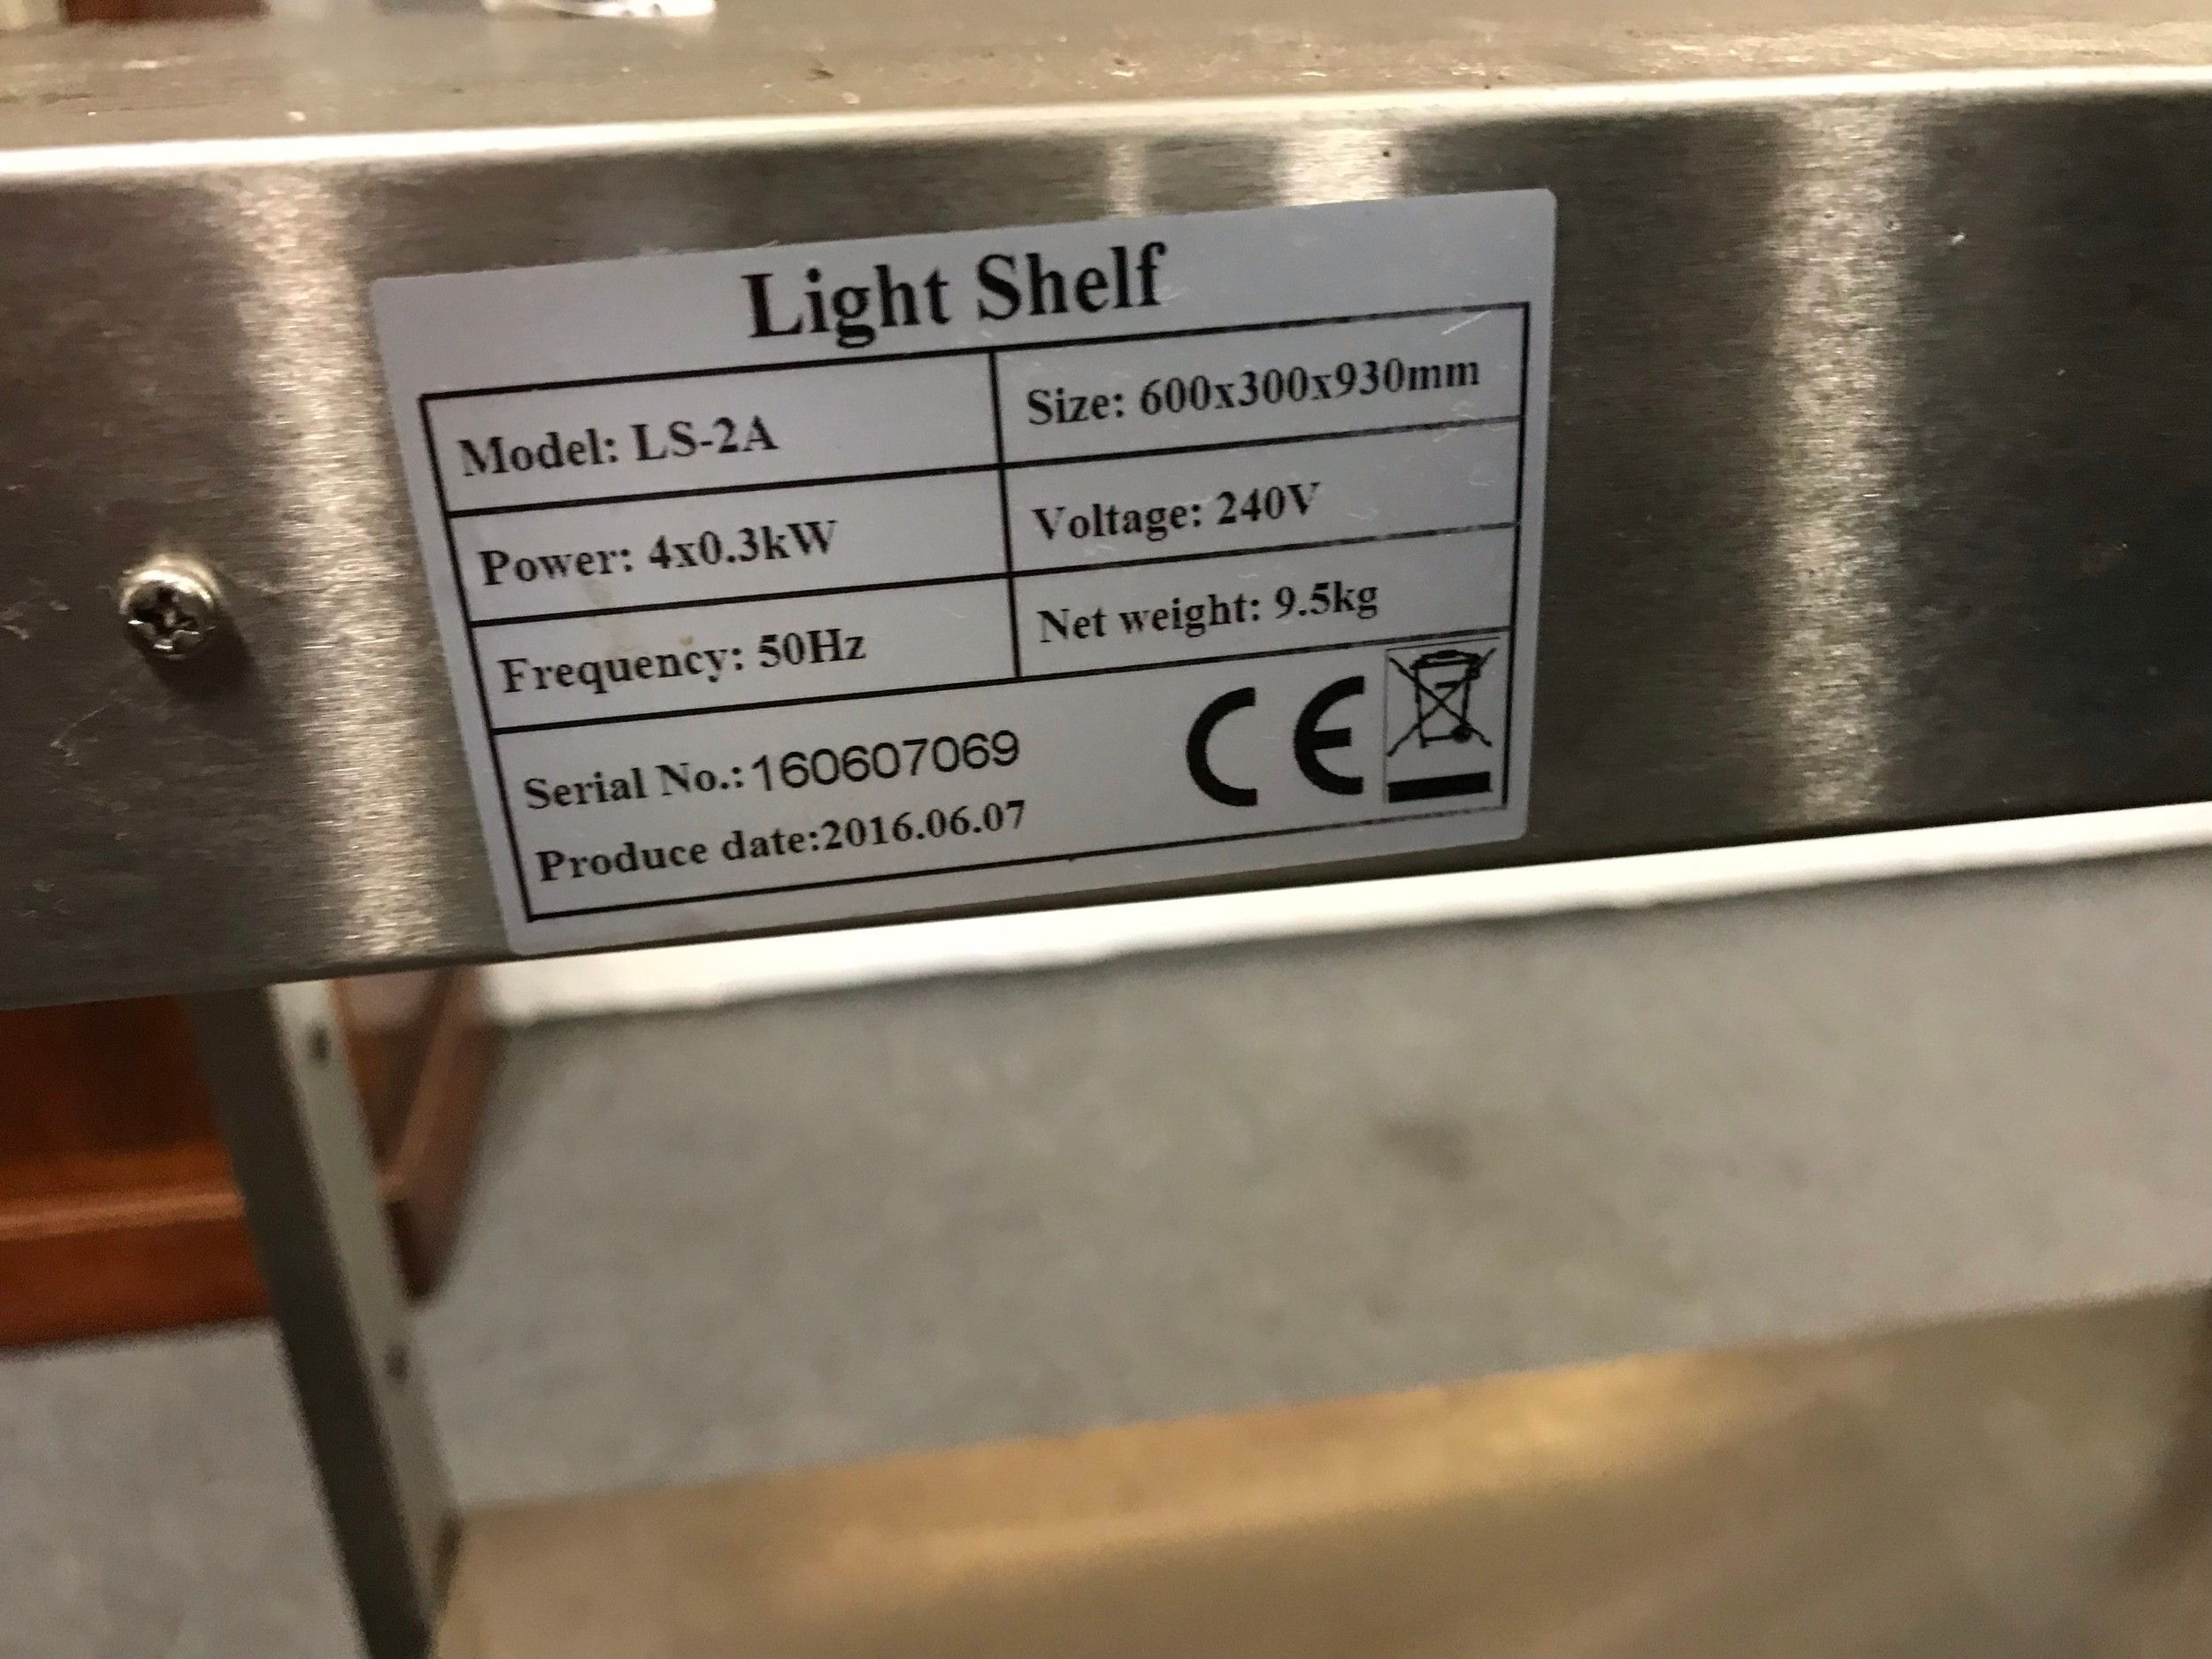 Light Shelf
Model: LS-2A
Size: 600x300x930mm
Power: 4x0.3kW
Voltage: 240V
Frequency: 50Hz
Net weight: 9.5kg
Serial No.:160607069
Produce date:2016.06.07
CE